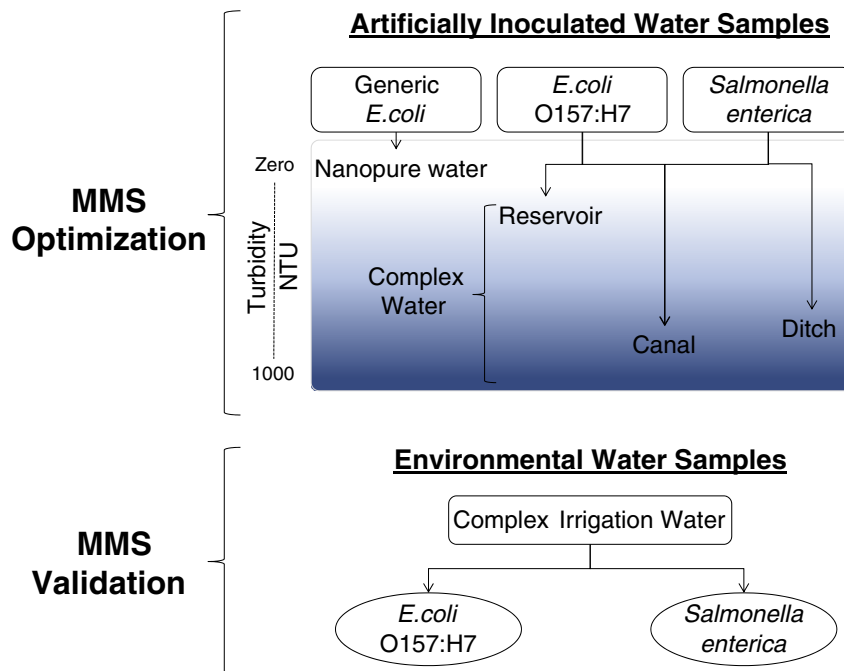 Artificially Inoculated Water Samples
Generic
E.coli
E.coli
O157:H7
Salmonella
enterica
MMS
Optimization
Zero
Turbidity
NTU
1000
Nanopure water
Reservoir
Complex
Water
Canal
Ditch
Environmental Water Samples
MMS
Validation
Complex Irrigation Water
E.coli
O157:H7
Salmonella
enterica